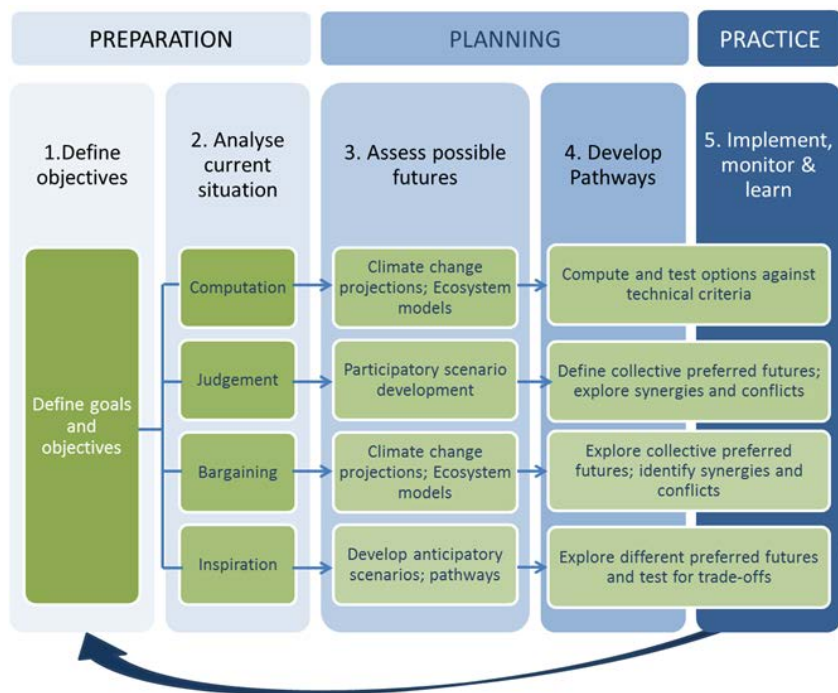 PREPARATION
PLANNING
PRACTICE
1.Define
objectives
2. Analyse
current
situation
3. Assess possible
futures
4. Develop
Pathways
5. Implement,
monitor &
learn
Define goals
and
objectives
Computation
Climate change
projections; Ecosystem
models
Compute and test options against
technical criteria
Judgement
Participatory scenario
development
Define collective preferred futures;
explore synergies and conflicts
Bargaining
Climate change
projections; Ecosystem
models
Explore collective preferred
futures; identify synergies and
conflicts
Inspiration
Develop anticipatory
scenarios; pathways
Explore different preferred futures
and test for trade-offs